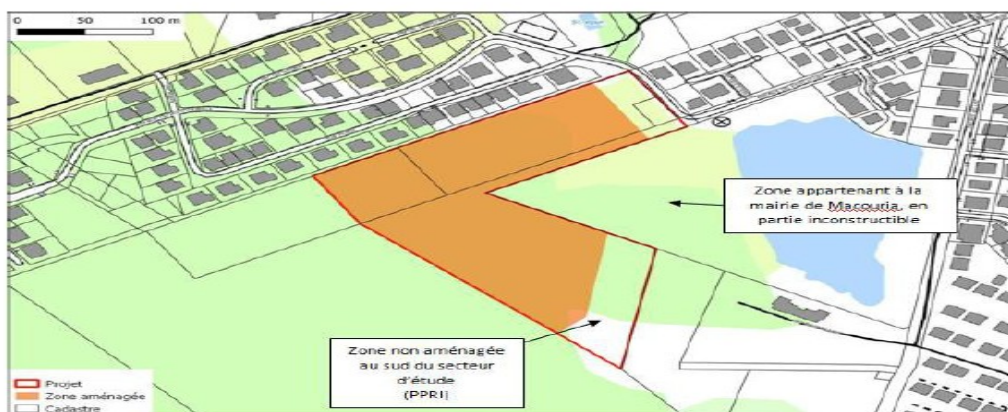 0 50 100 m
Zone appartenant à la
mairie de Macouria, en
partie inconstructible
Zone non aménagée
au sud du secteur
d'étude
(PPRI)
Projet
Zone aménagée
Cadastre